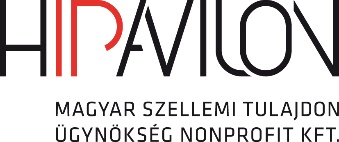 HIPAVILON
MAGYAR SZELLEMI TULAJDON
ÜGYNÖKSÉG NONPROFIT KFT.